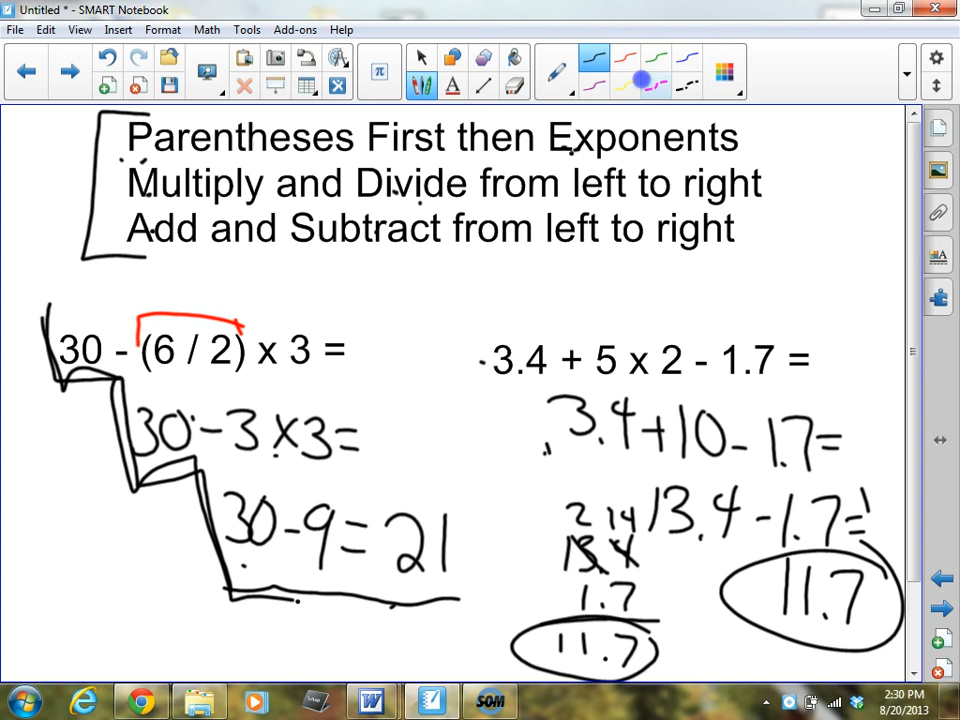 Untitled * - SMART Notebook
File Edit View Insert Format Math Tools Add-ons Help
Parentheses First then Exponents
Multiply and Divide from left to right
Add and Subtract from left to right
30 - (6 / 2) x 3 =
30 - 3 x 3 =
30 - 9 = 21
3.4 + 5 x 2 - 1.7 =
3.4 + 10 - 1.7 =
13.4 - 1.7 =
11.7
2 14
13.4
1.7
11.7
SOM
2:30 PM
8/20/2013